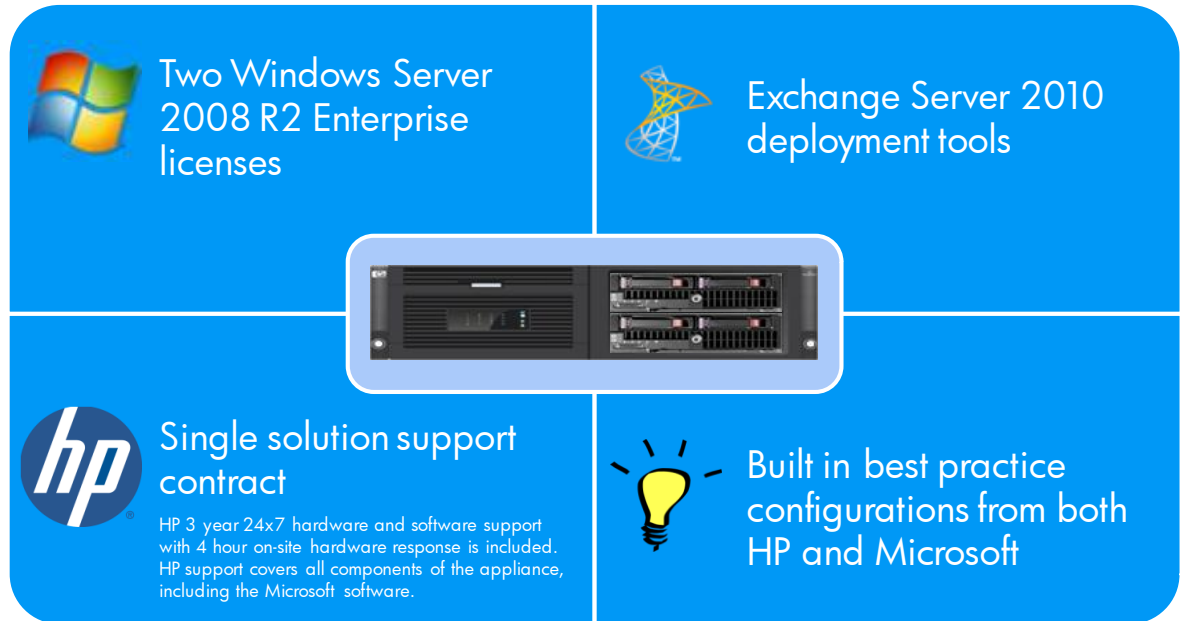 Two Windows Server
2008 R2 Enterprise
licenses
Exchange Server 2010
deployment tools
TM
hp
®
Single solution support
contract
HP 3 year 24x7 hardware and software support
with 4 hour on-site hardware response is included.
HP support covers all components of the appliance,
including the Microsoft software.
Built in best practice
configurations from both
HP and Microsoft